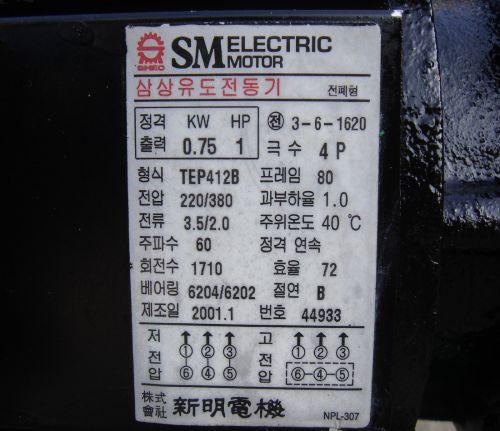 SMEC SM ELECTRIC MOTOR
삼상유도전동기 전폐형
정격 출력 KW HP ㉠ 3-6-1620
0.75 1 극수 4 P
형식 TEP412B 프레임 80
전압 220/380 과부하율 1.0
전류 3.5/2.0 주위온도 40 ℃
주파수 60 정격 연속
회전수 1710 효율 72
베어링 6204/6202 절연 B
제조일 2001.1 번호 44933
저전압 ① ② ③ 고전압 ① ② ③
⑥ ④ ⑤ ⑥-④-⑤
株式會社 新明電機 NPL-307